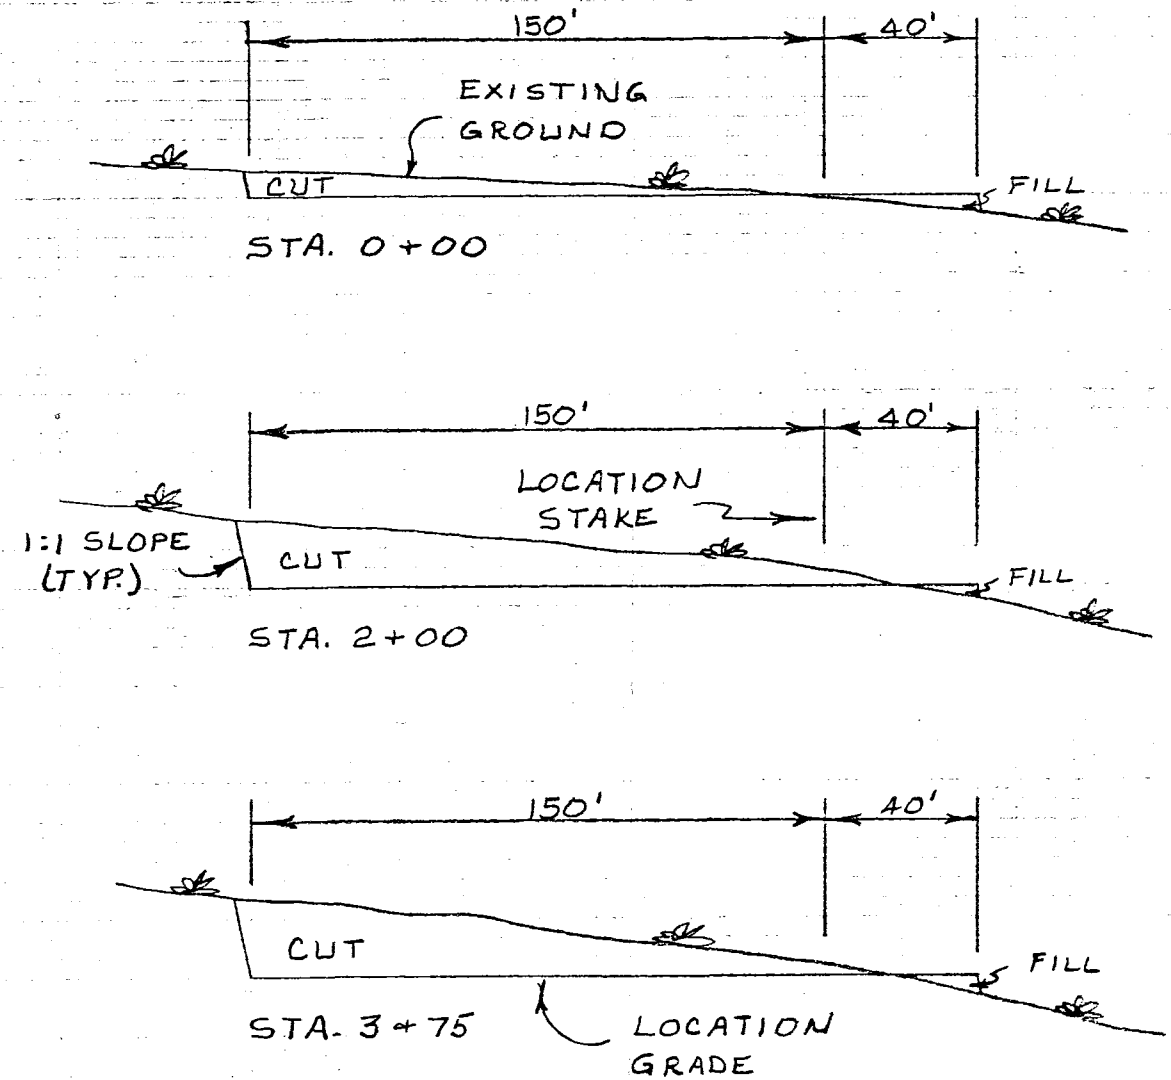 150'
40'
EXISTING
GROUND
CUT
FILL
STA. 0+00
150'
40'
LOCATION
STAKE
1:1 SLOPE
(TYP.)
CUT
FILL
STA. 2+00
150'
40'
CUT
FILL
STA. 3+75
LOCATION
GRADE